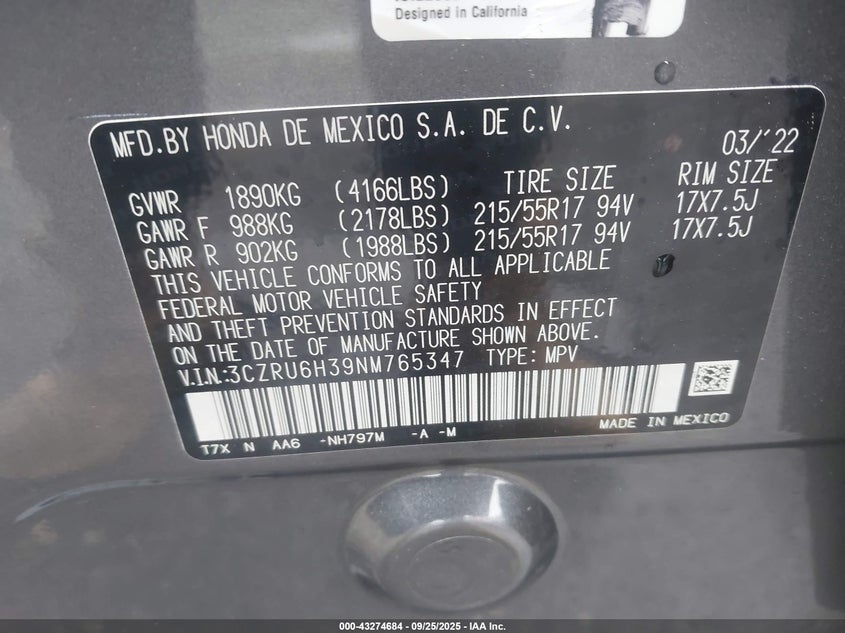 Designed in California
MFD.BY HONDA DE MEXICO S.A. DE C.V.
03/'22
GVWR 1890KG (4166LBS) TIRE SIZE RIM SIZE
GAWR F 988KG (2178LBS) 215/55R17 94V 17X7.5J
GAWR R 902KG (1988LBS) 215/55R17 94V 17X7.5J
THIS VEHICLE CONFORMS TO ALL APPLICABLE
FEDERAL MOTOR VEHICLE SAFETY
AND THEFT PREVENTION STANDARDS IN EFFECT
ON THE DATE OF MANUFACTURE SHOWN ABOVE.
V.I.N.:3CZRU6H39NM765347 TYPE: MPV
T7X N AA6 -NH797M -A -M MADE IN MEXICO
000-43274684 - 09/25/2025 - IAA Inc.